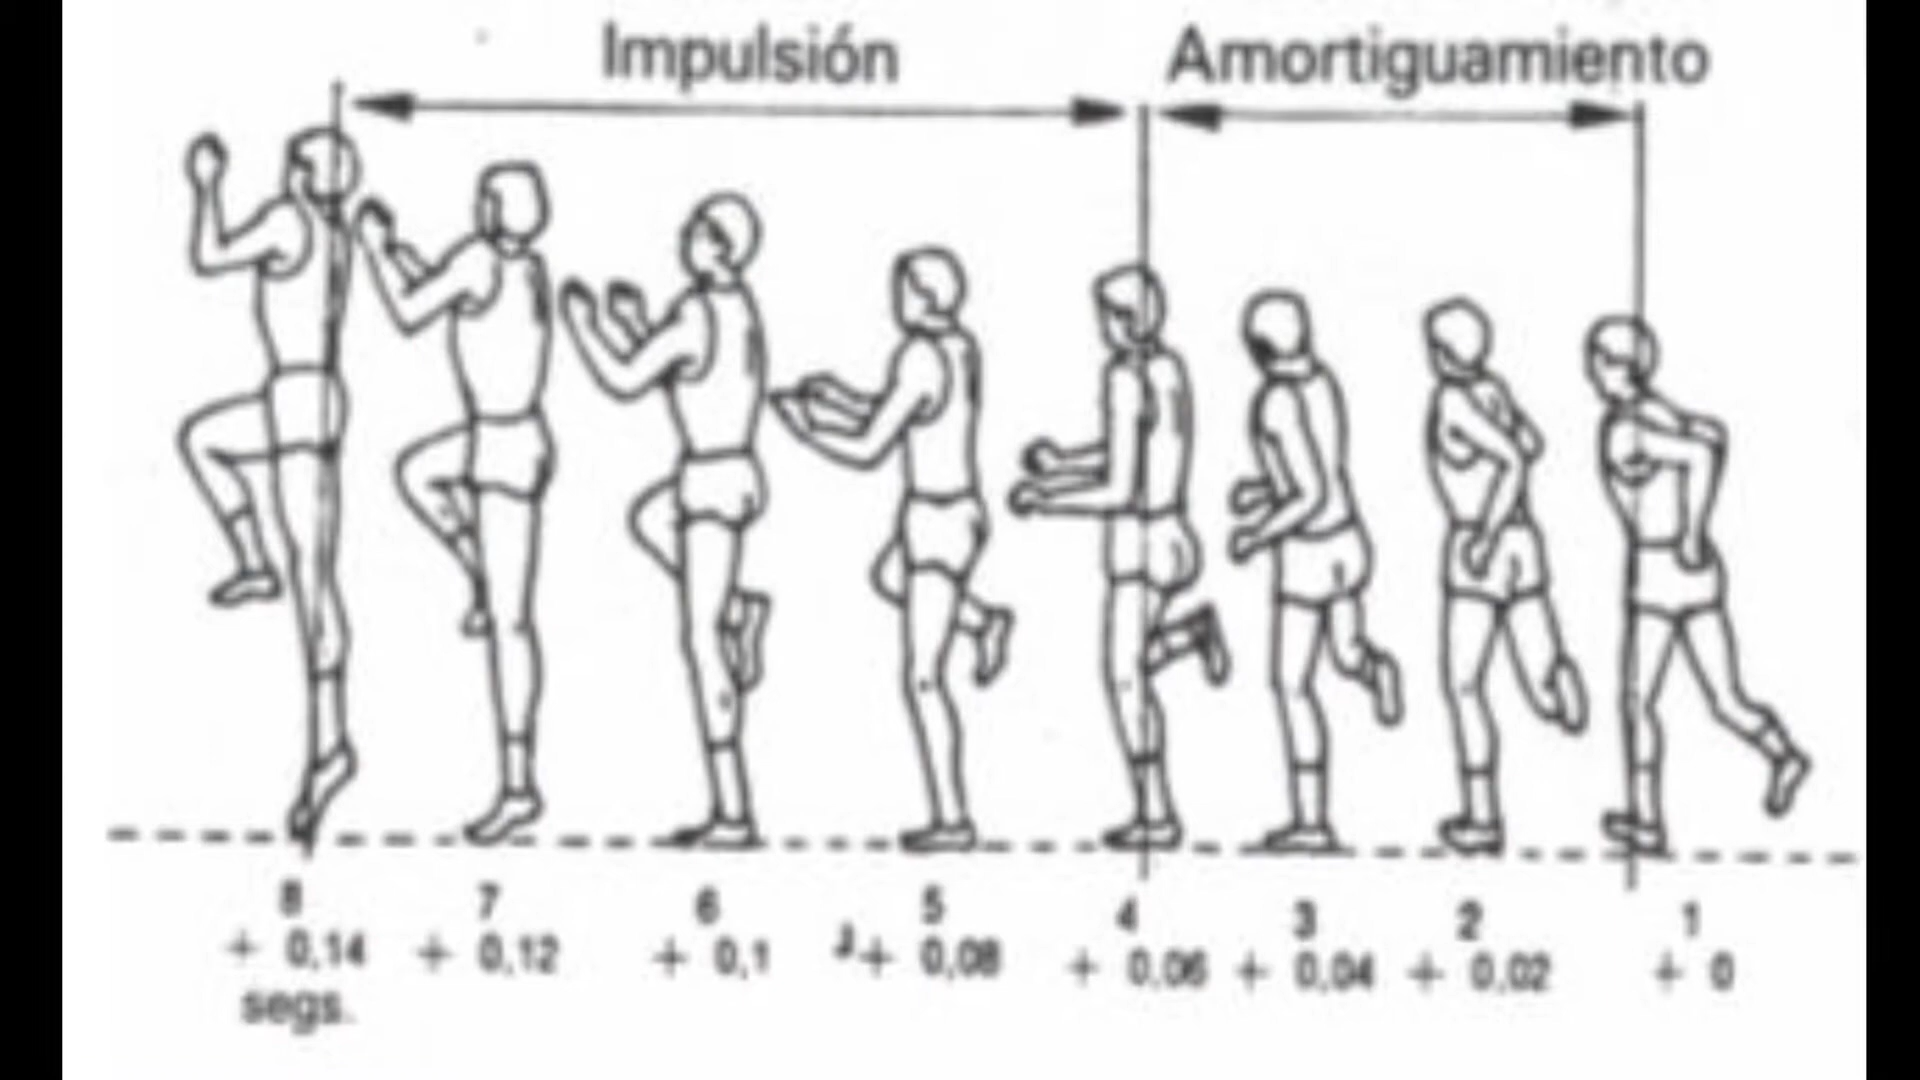 Impulsión Amortiguamiento
8 7 6 5 4 3 2 1
+ 0,14 + 0,12 + 0,1 + 0,08 + 0,06 + 0,04 + 0,02 + 0
segs.